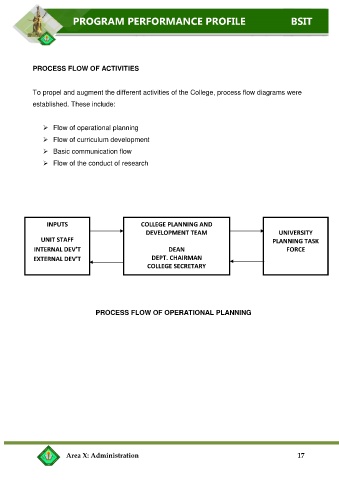 PROGRAM PERFORMANCE PROFILE BSIT
PROCESS FLOW OF ACTIVITIES
To propel and augment the different activities of the College, process flow diagrams were
established. These include:
➢ Flow of operational planning
➢ Flow of curriculum development
➢ Basic communication flow
➢ Flow of the conduct of research
INPUTS
UNIT STAFF
INTERNAL DEV'T
EXTERNAL DEV'T
COLLEGE PLANNING AND
DEVELOPMENT TEAM
DEAN
DEPT. CHAIRMAN
COLLEGE SECRETARY
UNIVERSITY
PLANNING TASK
FORCE
PROCESS FLOW OF OPERATIONAL PLANNING
Area X: Administration 17